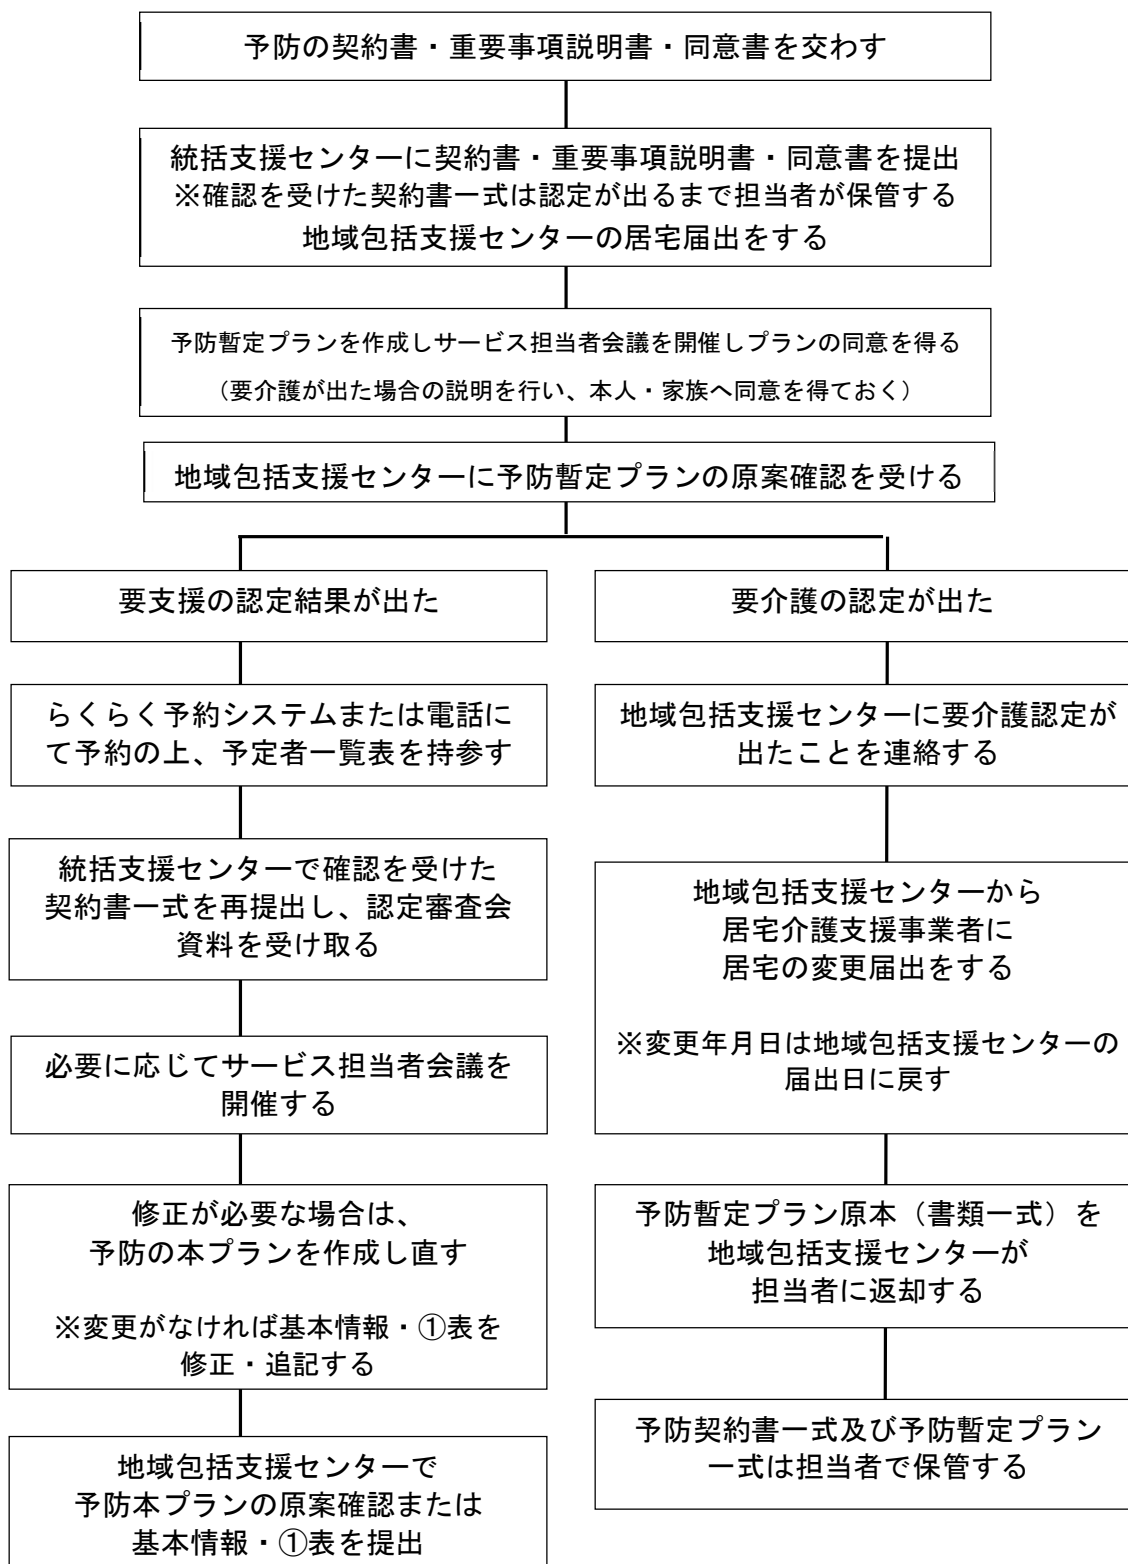 予防の契約書・重要事項説明書・同意書を交わす
統括支援センターに契約書・重要事項説明書・同意書を提出
※確認を受けた契約書一式は認定が出るまで担当者が保管する
地域包括支援センターの居宅届出をする
予防暫定プランを作成しサービス担当者会議を開催しプランの同意を得る
（要介護が出た場合の説明を行い、本人・家族へ同意を得ておく）
地域包括支援センターに予防暫定プランの原案確認を受ける
要支援の認定結果が出た
らくらく予約システムまたは電話に
て予約の上、予定者一覧表を持参す
統括支援センターで確認を受けた
契約書一式を再提出し、認定審査会
資料を受け取る
必要に応じてサービス担当者会議を
開催する
修正が必要な場合は、
予防の本プランを作成し直す
※変更がなければ基本情報・①表を
修正・追記する
地域包括支援センターで
予防本プランの原案確認または
基本情報・①表を提出
要介護の認定が出た
地域包括支援センターに要介護認定が
出たことを連絡する
地域包括支援センターから
居宅介護支援事業者に
居宅の変更届出をする
※変更年月日は地域包括支援センターの
届出日に戻す
予防暫定プラン原本（書類一式）を
地域包括支援センターが
担当者に返却する
予防契約書一式及び予防暫定プラン
一式は担当者で保管する